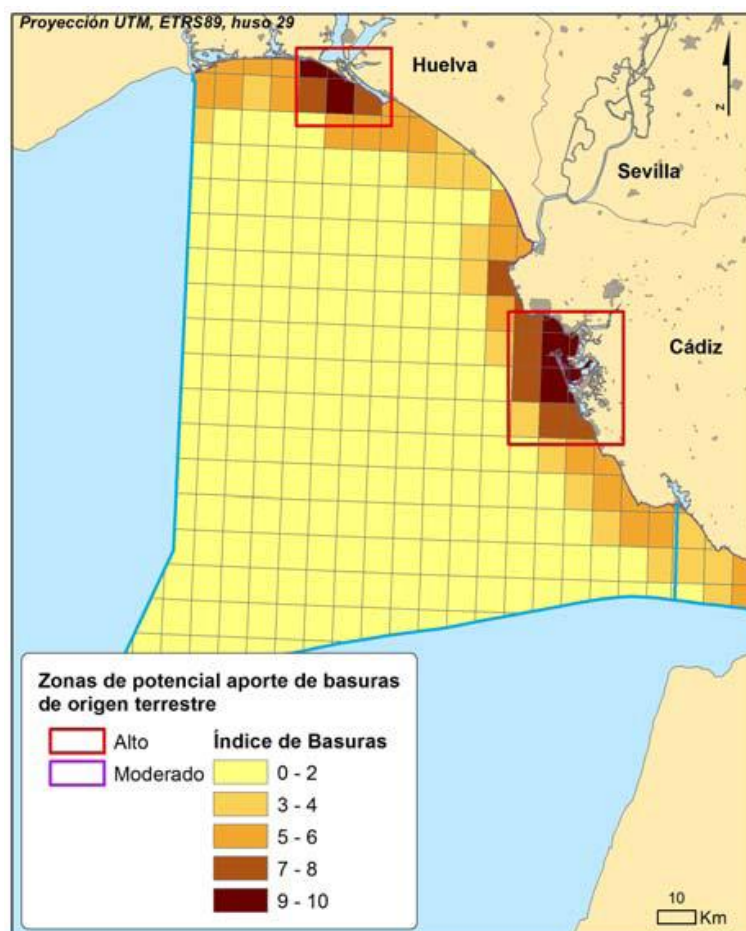 Proyección UTM, ETRS89, huso 29
Huelva
Sevilla
Cádiz
z
Zonas de potencial aporte de basuras
de origen terrestre
Alto
Moderado
Índice de Basuras
0 - 2
3 - 4
5 - 6
7 - 8
9 - 10
10
Km